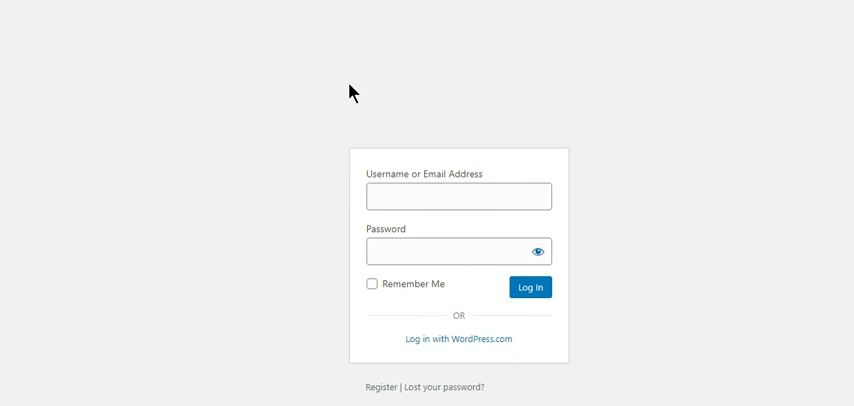 Username or Email Address
Password
Remember Me
Log In
OR
Log in with WordPress.com
Register | Lost your password?